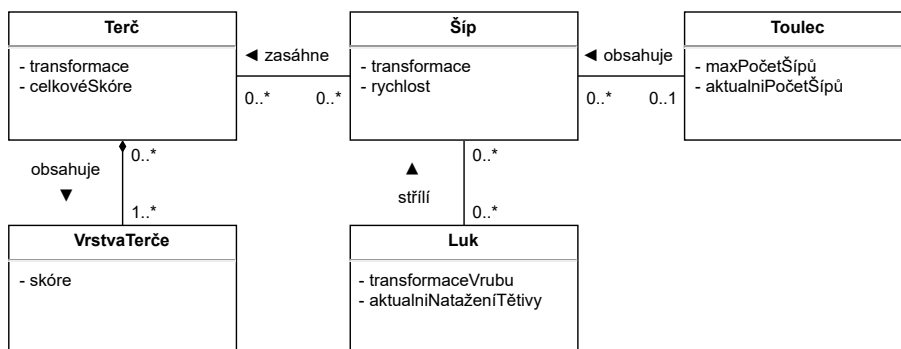 Terč
- transformace
- celkovéSkóre
◄ zasáhne
0..*
0..*
Šíp
- transformace
- rychlost
◄ obsahuje
0..*
0..1
Toulec
- maxPočetŠípů
- aktualniPočetŠípů
0..*
obsahuje
▼
1..*
0..*
▲
střílí
0..*
VrstvaTerče
- skóre
Luk
- transformaceVrubu
- aktualniNataženíTětivy